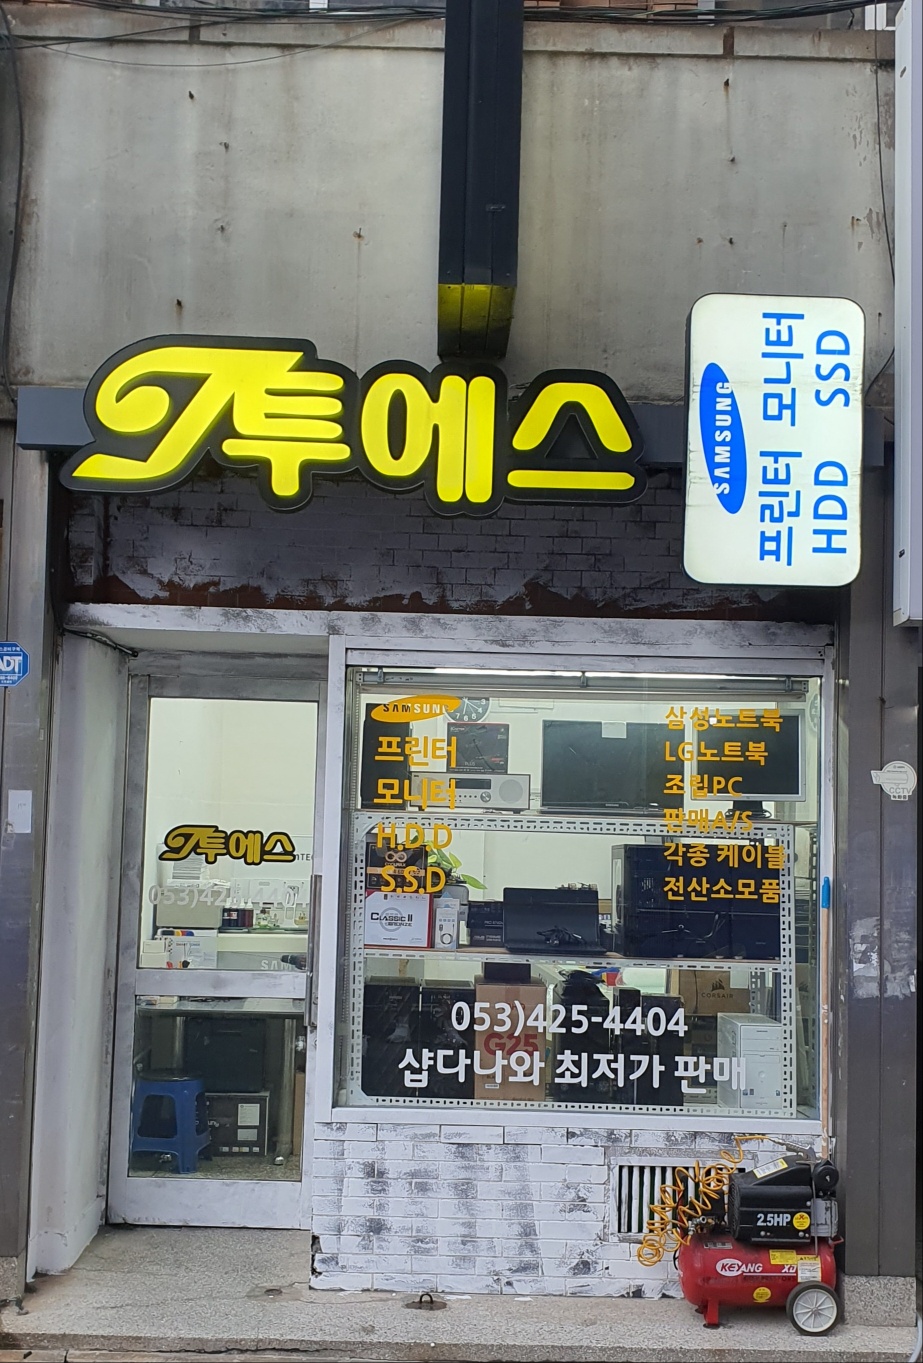 투에스
SAMSUNG
프린터 모니터
HDD SSD
ADT
SAMSUNG
프린터
모니터
H.D.D
S.S.D
삼성노트북
LG노트북
조립PC
판매A/S
각종 케이블
전산소모품
투에스
053)425-4404
CLASSIC II
CORSAIR
G25
053)425-4404
샵다나와 최저가 판매
CCTV
2.5HP
KEYANG